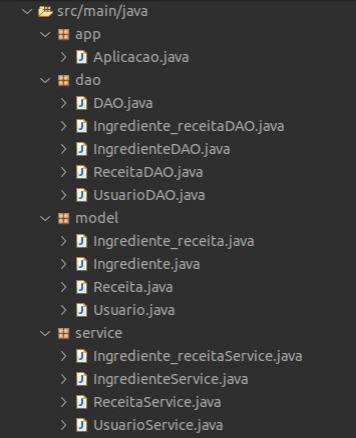 src/main/java
app
Aplicacao.java
dao
DAO.java
Ingrediente_receitaDAO.java
IngredienteDAO.java
ReceitaDAO.java
UsuarioDAO.java
model
Ingrediente_receita.java
Ingrediente.java
Receita.java
Usuario.java
service
Ingrediente_receitaService.java
IngredienteService.java
ReceitaService.java
UsuarioService.java